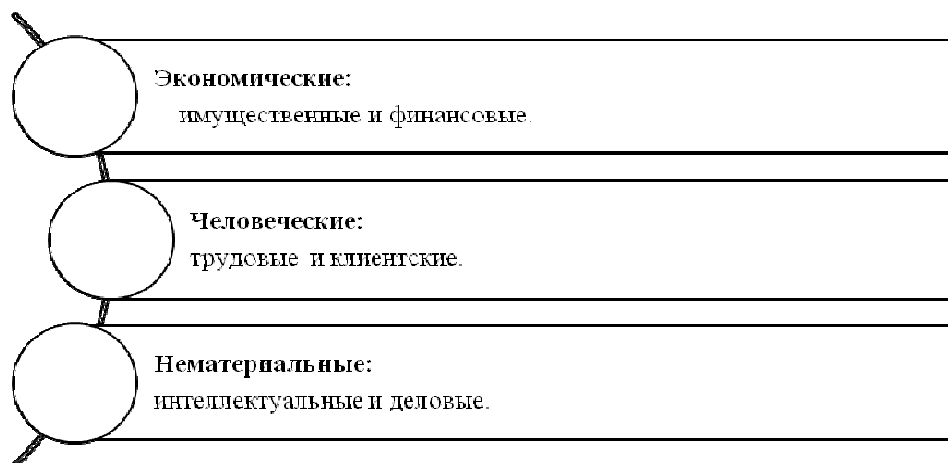 Экономические:
имущественные и финансовые.
Человеческие:
трудовые и клиентские.
Нематериальные:
интеллектуальные и деловые.